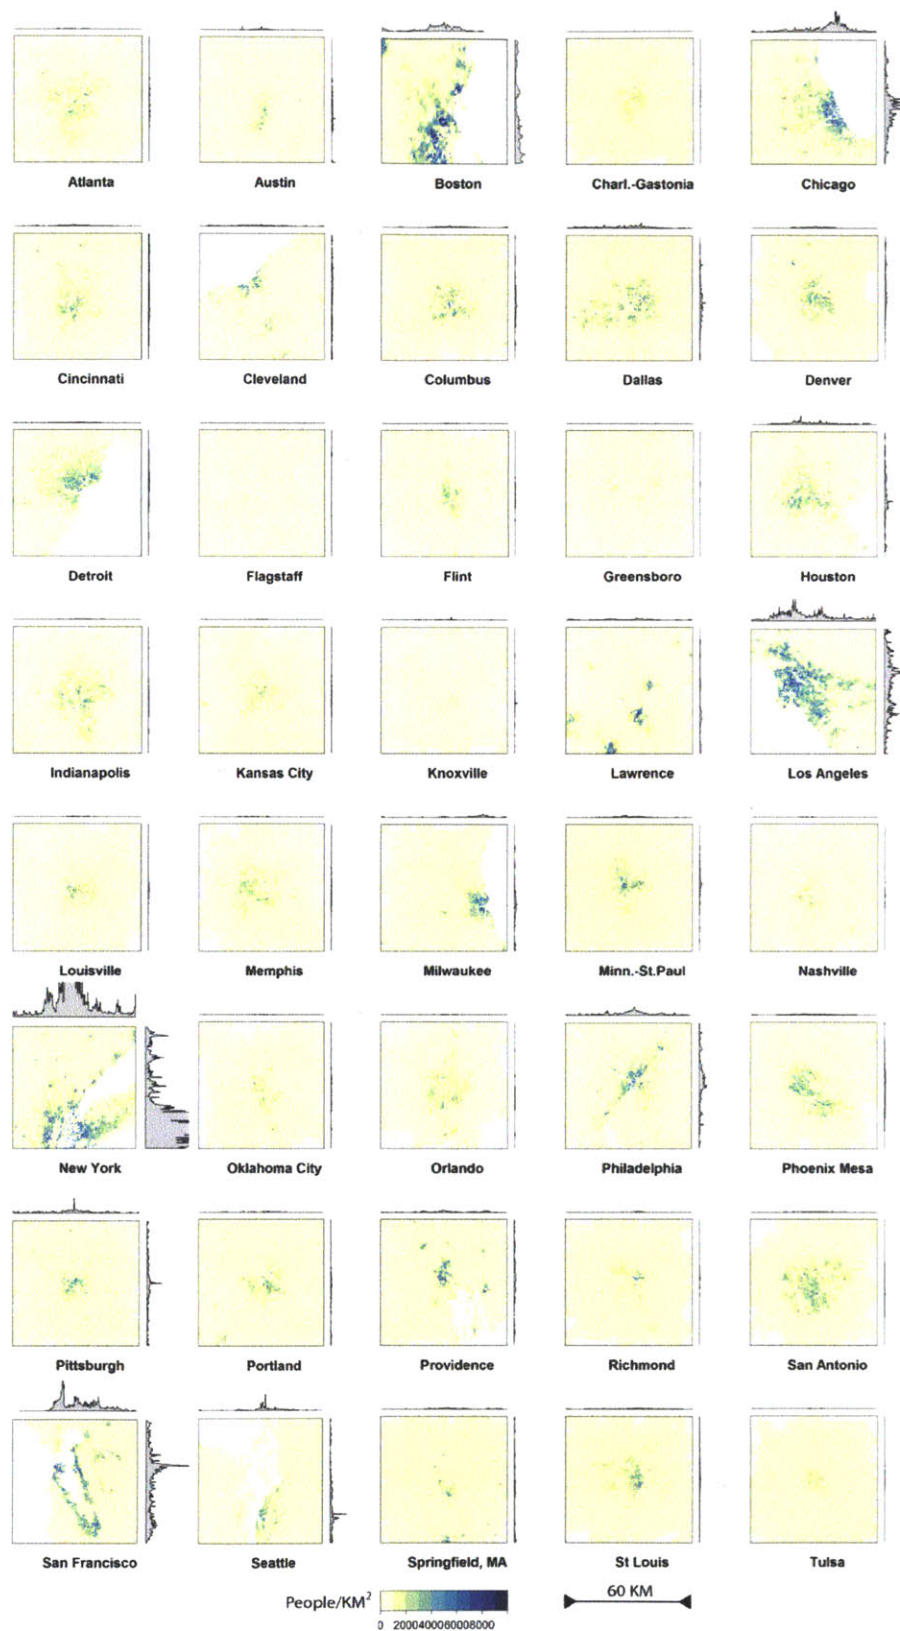 Atlanta Austin Boston Charl.-Gastonia Chicago
Cincinnati Cleveland Columbus Dallas Denver
Detroit Flagstaff Flint Greensboro Houston
Indianapolis Kansas City Knoxville Lawrence Los Angeles
Louisville Memphis Milwaukee Minn.-St.Paul Nashville
New York Oklahoma City Orlando Philadelphia Phoenix Mesa
Pittsburgh Portland Providence Richmond San Antonio
San Francisco Seattle Springfield, MA St Louis Tulsa
People/KM² 60 KM
0 2000400060008000